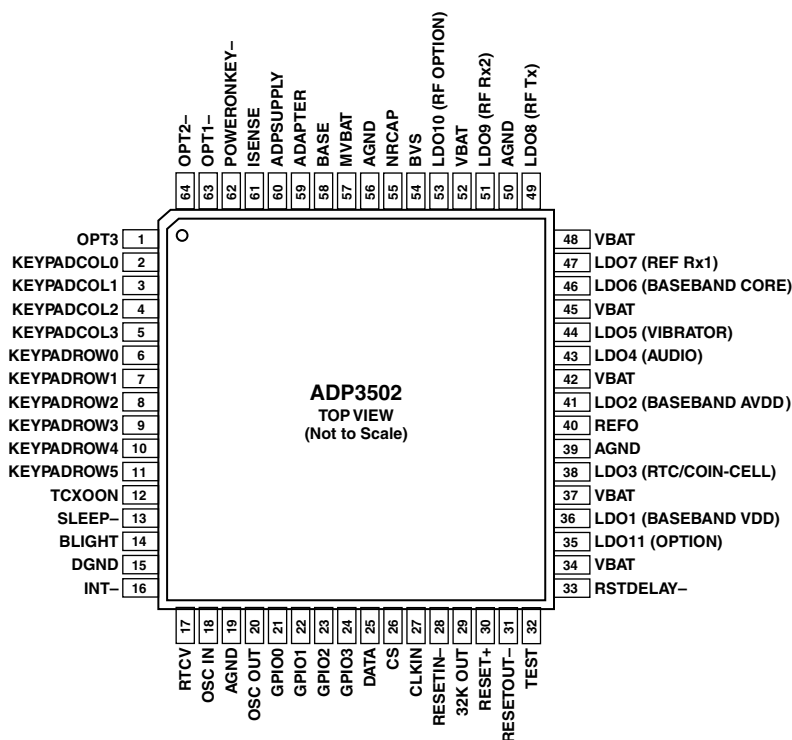 OPT2–
OPT1–
POWERONKEY–
ISENSE
ADPSUPPLY
ADAPTER
BASE
MVBAT
AGND
NRCAP
BVS
LDO10 (RF OPTION)
VBAT
LDO9 (RF Rx2)
AGND
LDO8 (RF Tx)
64
63
62
61
60
59
58
57
56
55
54
53
52
51
50
49
OPT3 1
KEYPADCOL0 2
KEYPADCOL1 3
KEYPADCOL2 4
KEYPADCOL3 5
KEYPADROW0 6
KEYPADROW1 7
KEYPADROW2 8
KEYPADROW3 9
KEYPADROW4 10
KEYPADROW5 11
TCXOON 12
SLEEP– 13
BLIGHT 14
DGND 15
INT– 16
ADP3502
TOP VIEW
(Not to Scale)
48 VBAT
47 LDO7 (REF Rx1)
46 LDO6 (BASEBAND CORE)
45 VBAT
44 LDO5 (VIBRATOR)
43 LDO4 (AUDIO)
42 VBAT
41 LDO2 (BASEBAND AVDD)
40 REFO
39 AGND
38 LDO3 (RTC/COIN-CELL)
37 VBAT
36 LDO1 (BASEBAND VDD)
35 LDO11 (OPTION)
34 VBAT
33 RSTDELAY–
17
18
19
20
21
22
23
24
25
26
27
28
29
30
31
32
RTCV
OSC IN
AGND
OSC OUT
GPIO0
GPIO1
GPIO2
GPIO3
DATA
CS
CLKIN
RESETIN–
32K OUT
RESET+
RESETOUT–
TEST